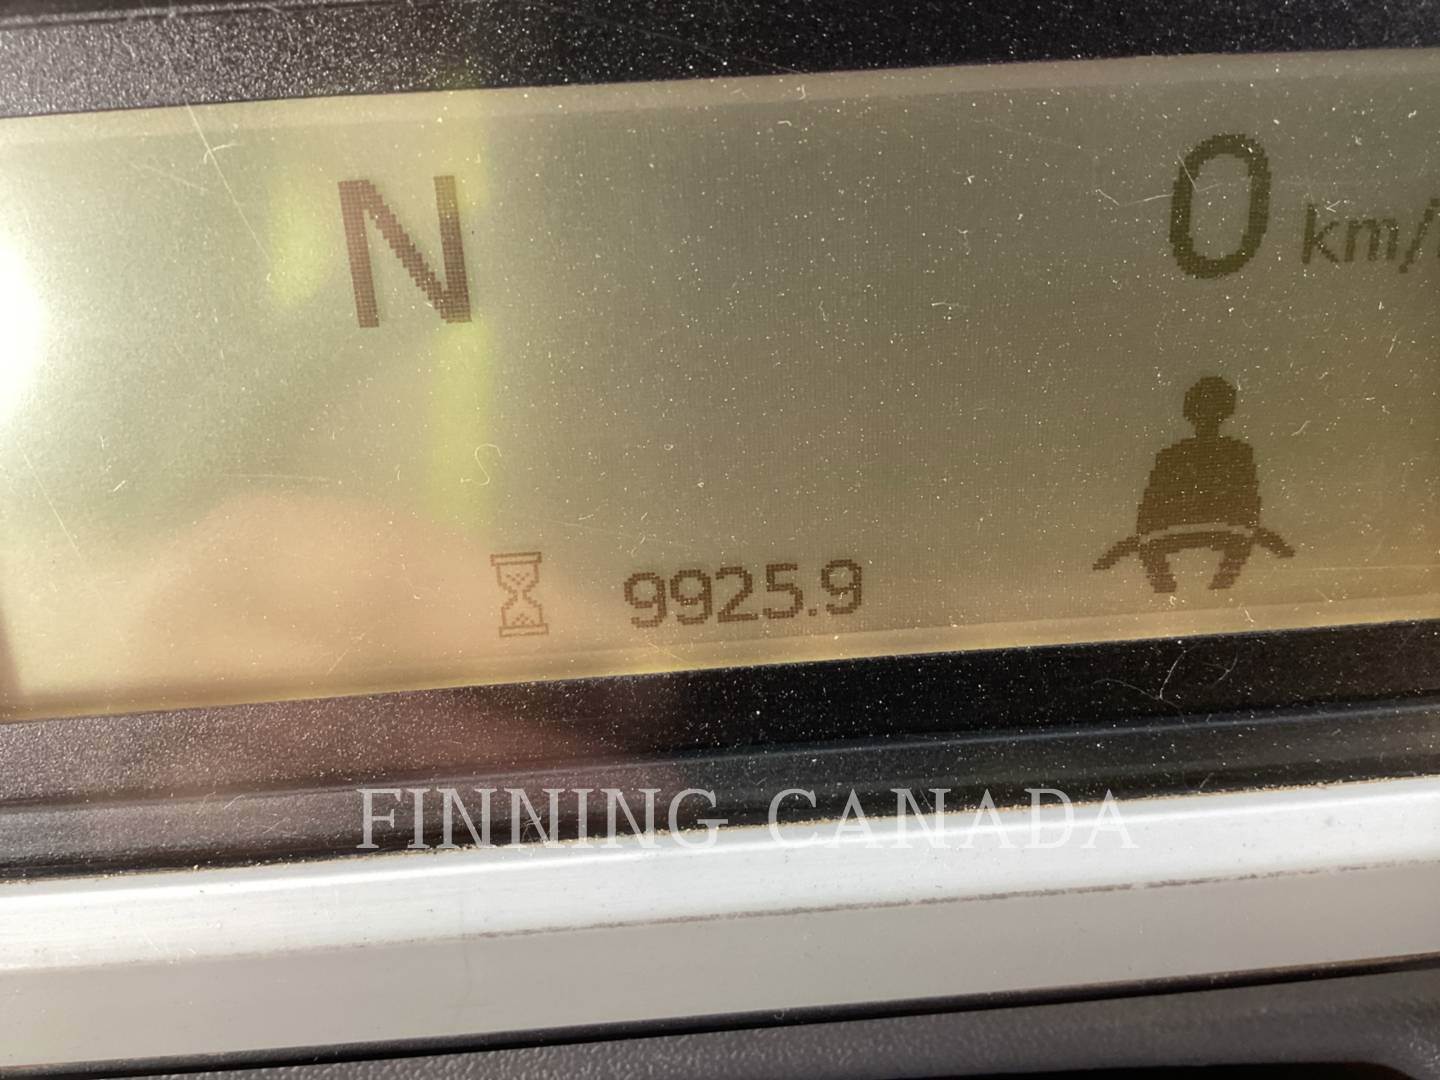 N 0 km/
9925.9
FINNING CANADA